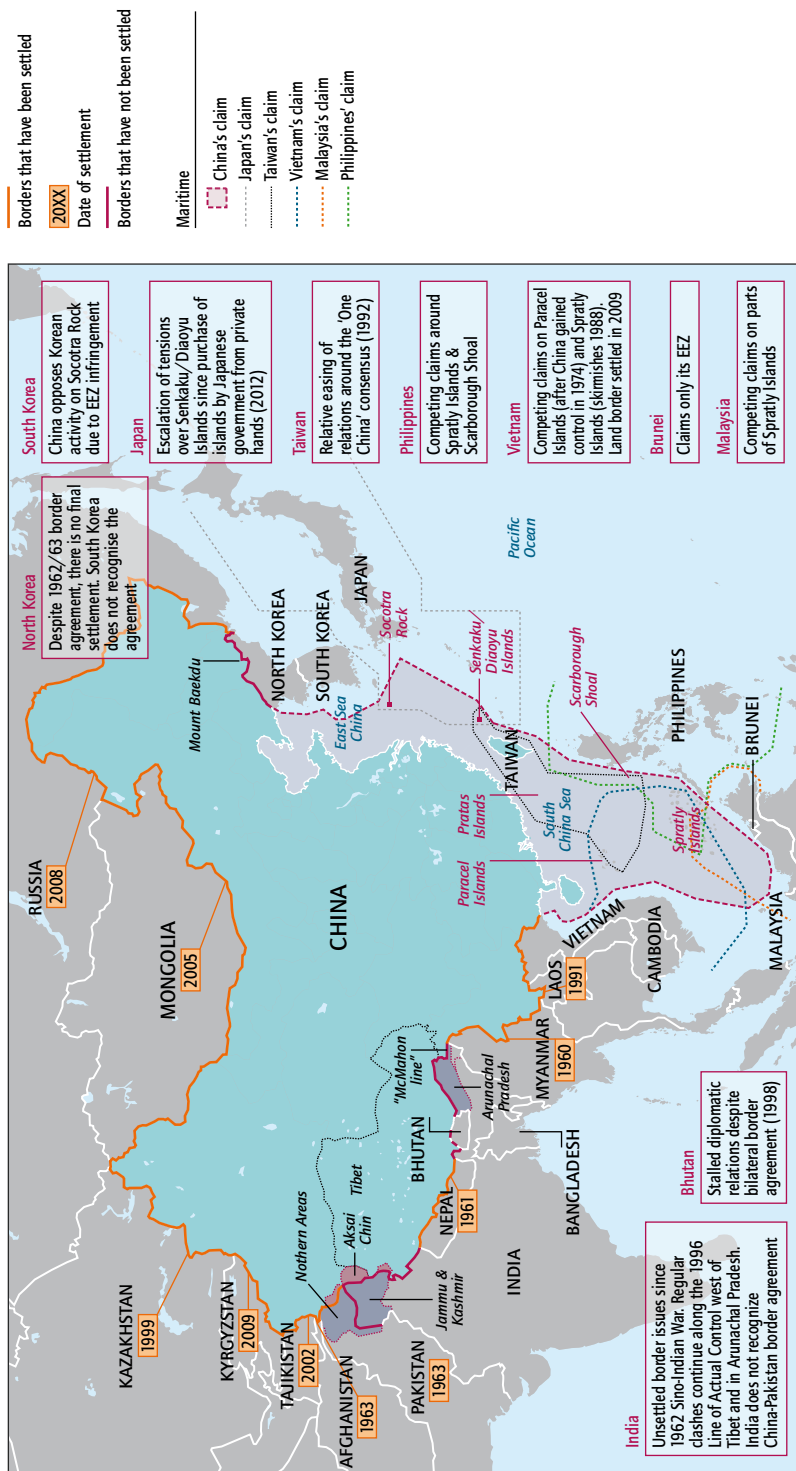 Borders that have been settled
20XX
Date of settlement
Borders that have not been settled
Maritime
China's claim
Japan's claim
Taiwan's claim
Vietnam's claim
Malaysia's claim
Philippines' claim
North Korea
Despite 1962/63 border
agreement, there is no final
settlement. South Korea
does not recognise the
agreement
South Korea
China opposes Korean
activity on Socotra Rock
due to EEZ infringement
Japan
Escalation of tensions
over Senkaku/Diaoyu
Islands since purchase of
islands by Japanese
government from private
hands (2012)
Taiwan
Relative easing of
relations around the 'One
China' consensus (1992)
Philippines
Competing claims around
Spratly Islands &
Scarborough Shoal
Vietnam
Competing claims on Paracel
Islands (after China gained
control in 1974) and Spratly
Islands (skirmishes 1988).
Land border settled in 2009
Brunei
Claims only its EEZ
Malaysia
Competing claims on parts
of Spratly Islands
RUSSIA
2008
MONGOLIA
2005
KAZAKHSTAN
1999
KYRGYZSTAN
2009
TAJIKISTAN
2002
AFGHANISTAN
1963
PAKISTAN
1963
Nothern Areas
Aksai
Chin
Tibet
Jammu &
Kashmir
CHINA
Mount Baekdu
NORTH KOREA
SOUTH KOREA
JAPAN
East Sea
China
Socotra
Rock
Senkaku/
Diaoyu
Islands
Pacific
Ocean
TAIWAN
Pratas
Islands
Paracel
Islands
South
China Sea
Scarborough
Shoal
Spratly
Islands
PHILIPPINES
BRUNEI
MALAYSIA
VIETNAM
CAMBODIA
LAOS
1991
MYANMAR
1960
"McMahon
line"
Arunachal
Pradesh
BHUTAN
NEPAL
1961
BANGLADESH
INDIA
India
Unsettled border issues since
1962 Sino-Indian War. Regular
clashes continue along the 1996
Line of Actual Control west of
Tibet and in Arunachal Pradesh.
India does not recognize
China-Pakistan border agreement
Bhutan
Stalled diplomatic
relations despite
bilateral border
agreement (1998)